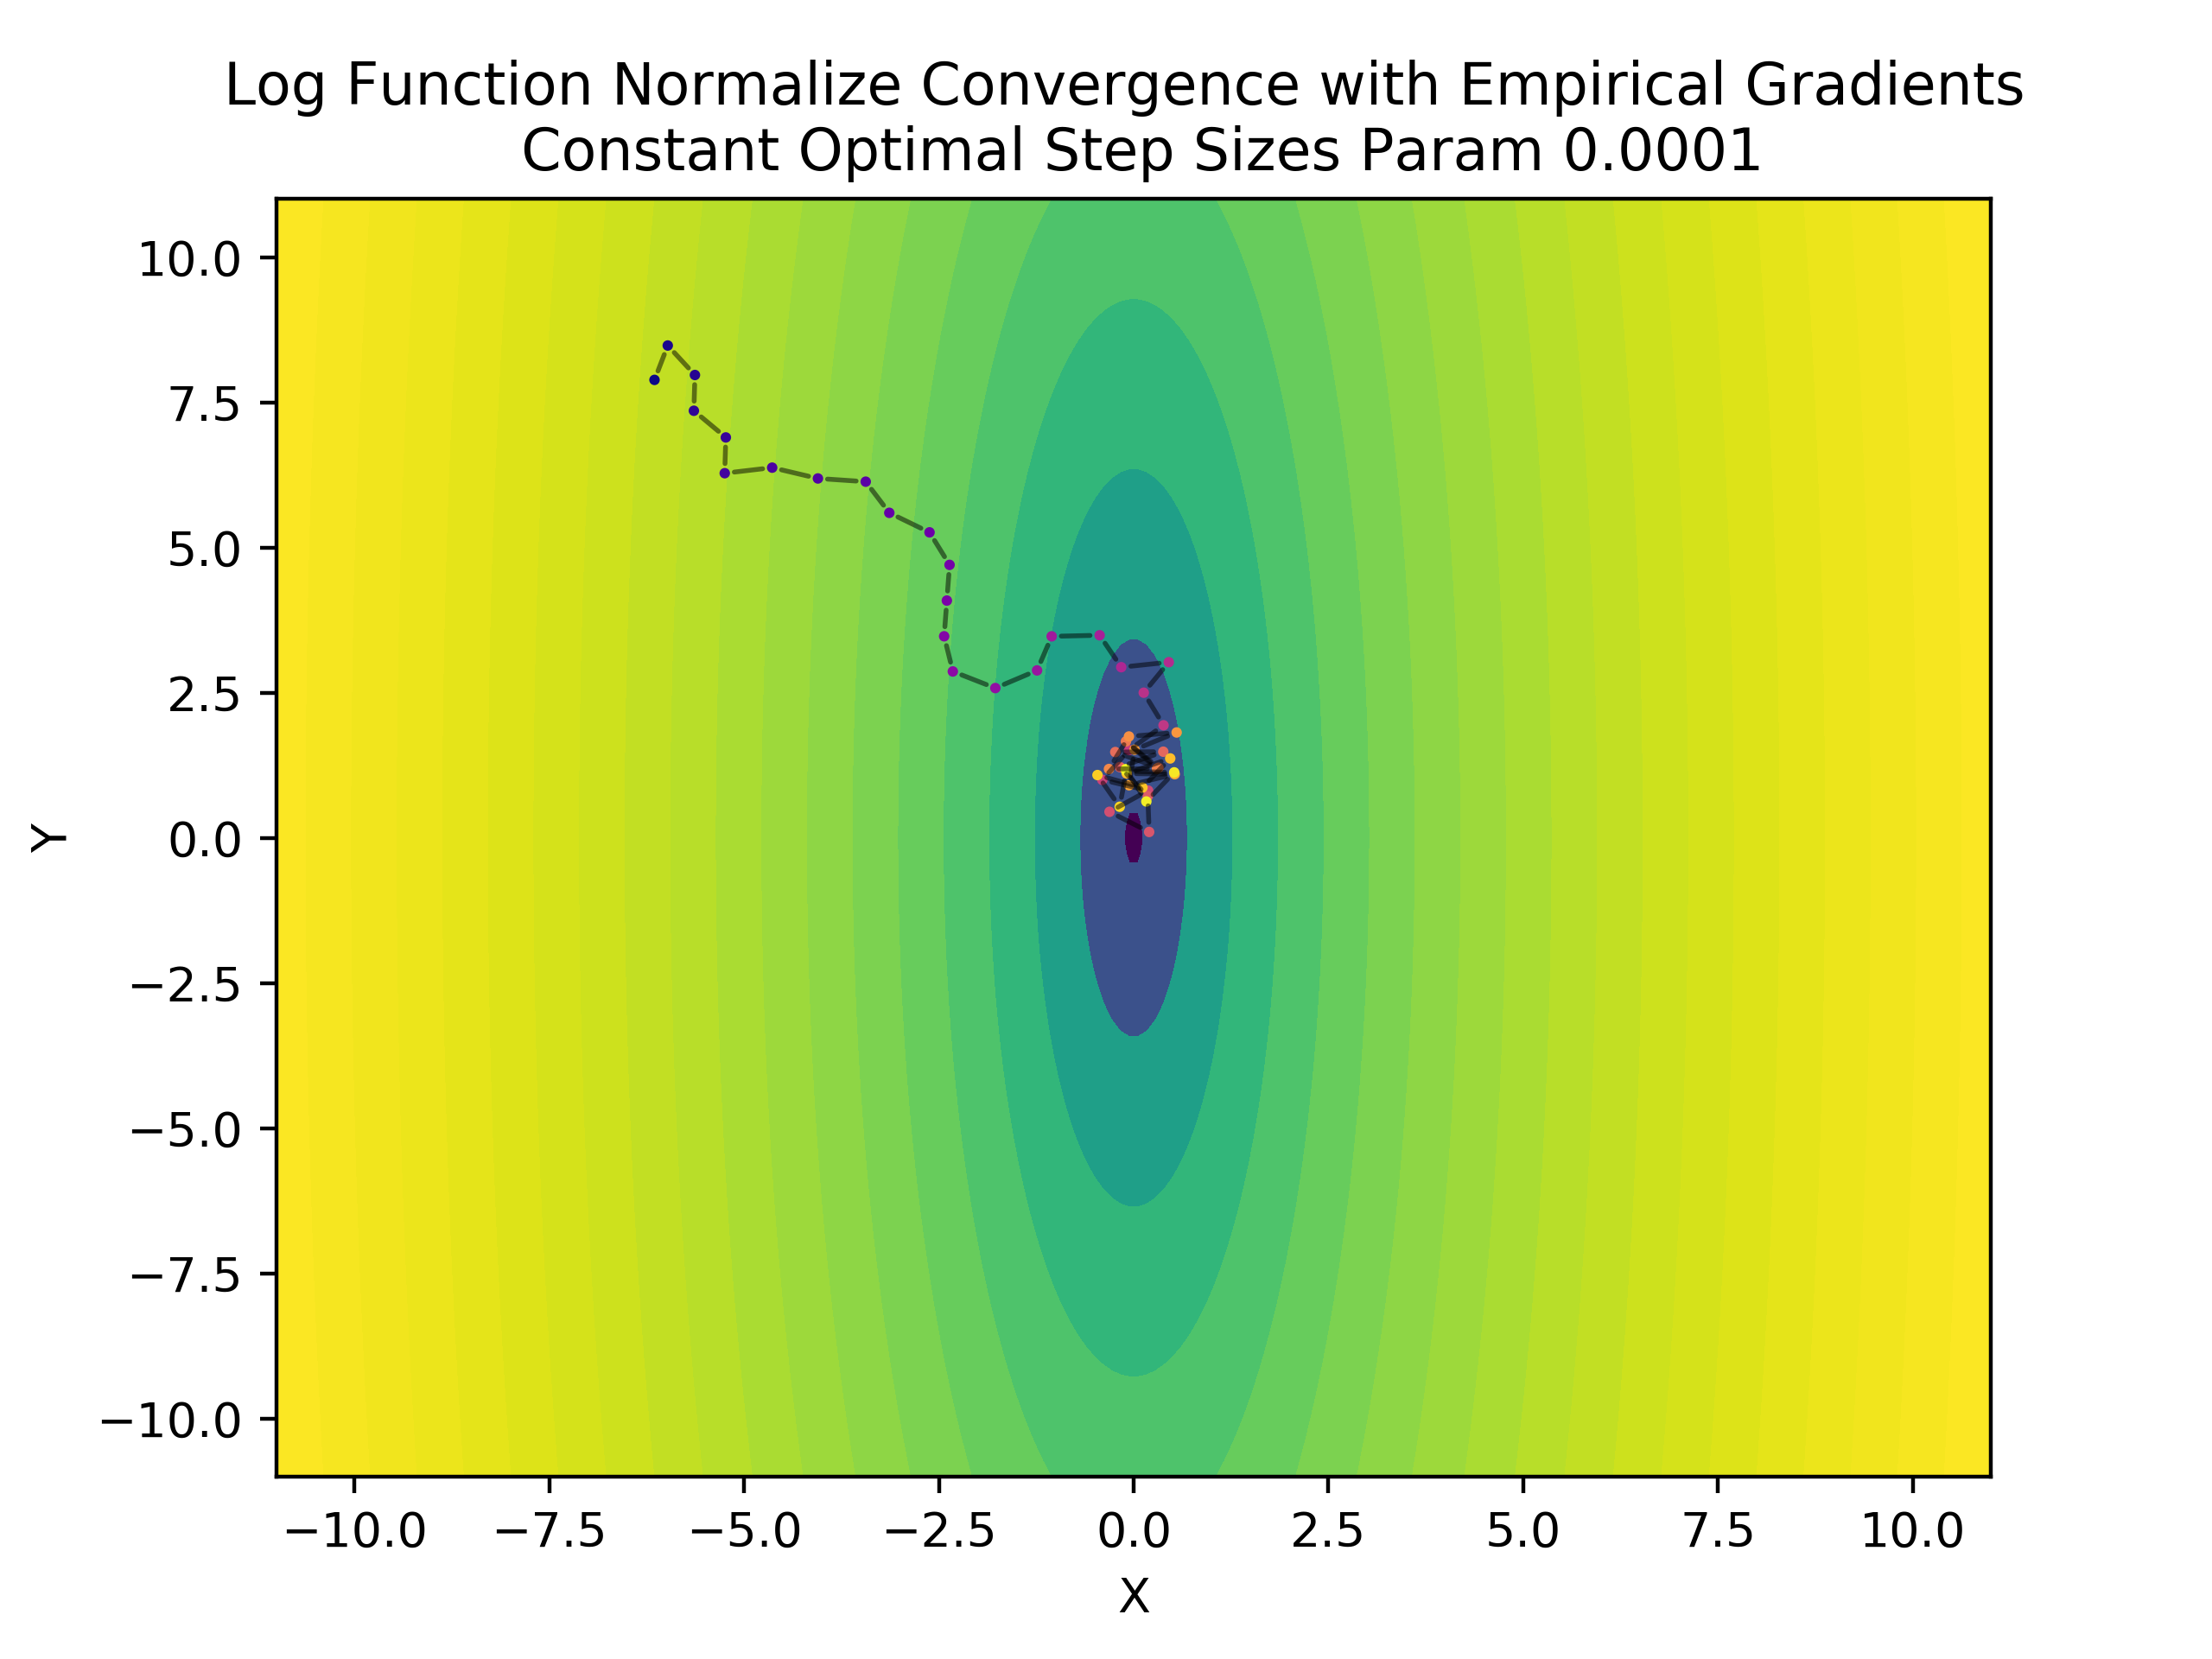 Log Function Normalize Convergence with Empirical Gradients
Constant Optimal Step Sizes Param 0.0001
10.0
7.5
5.0
2.5
0.0
−2.5
−5.0
−7.5
−10.0
Y
−10.0 −7.5 −5.0 −2.5 0.0 2.5 5.0 7.5 10.0
X